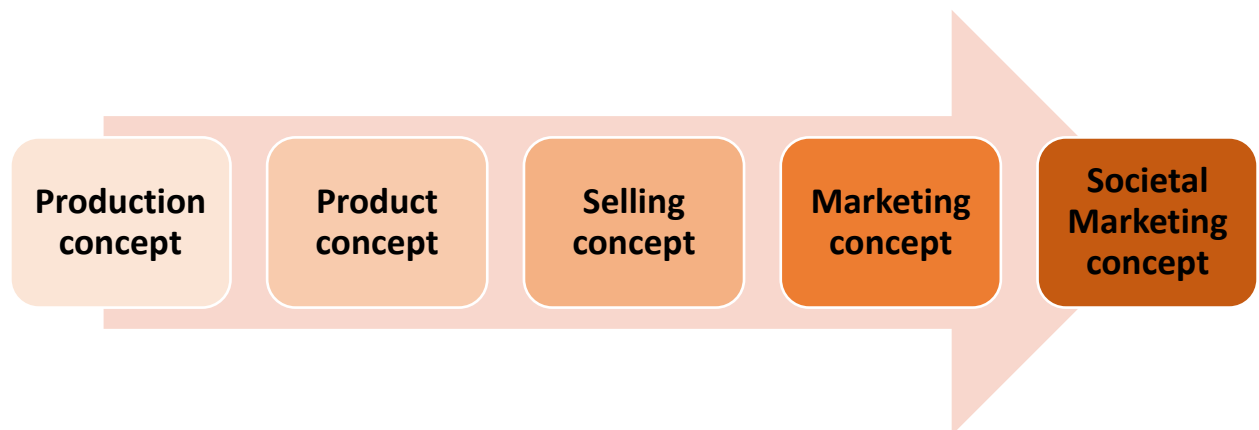 Production
concept
Product
concept
Selling
concept
Marketing
concept
Societal
Marketing
concept